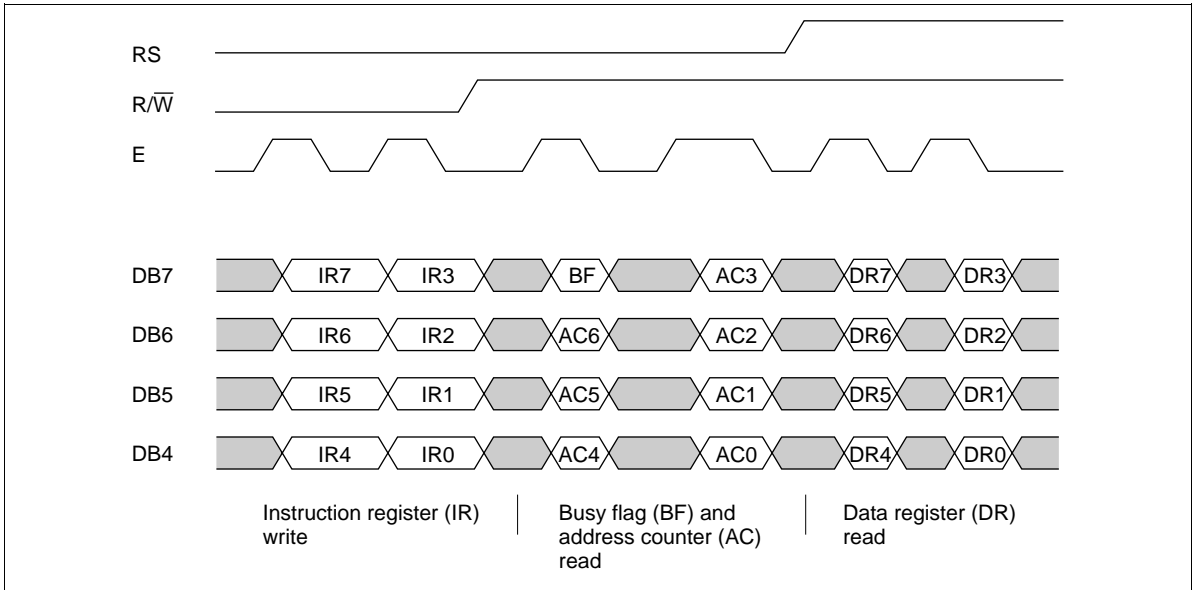 RS
R/W̅
E
DB7 IR7 IR3 BF AC3 DR7 DR3
DB6 IR6 IR2 AC6 AC2 DR6 DR2
DB5 IR5 IR1 AC5 AC1 DR5 DR1
DB4 IR4 IR0 AC4 AC0 DR4 DR0
Instruction register (IR)
write
Busy flag (BF) and
address counter (AC)
read
Data register (DR)
read